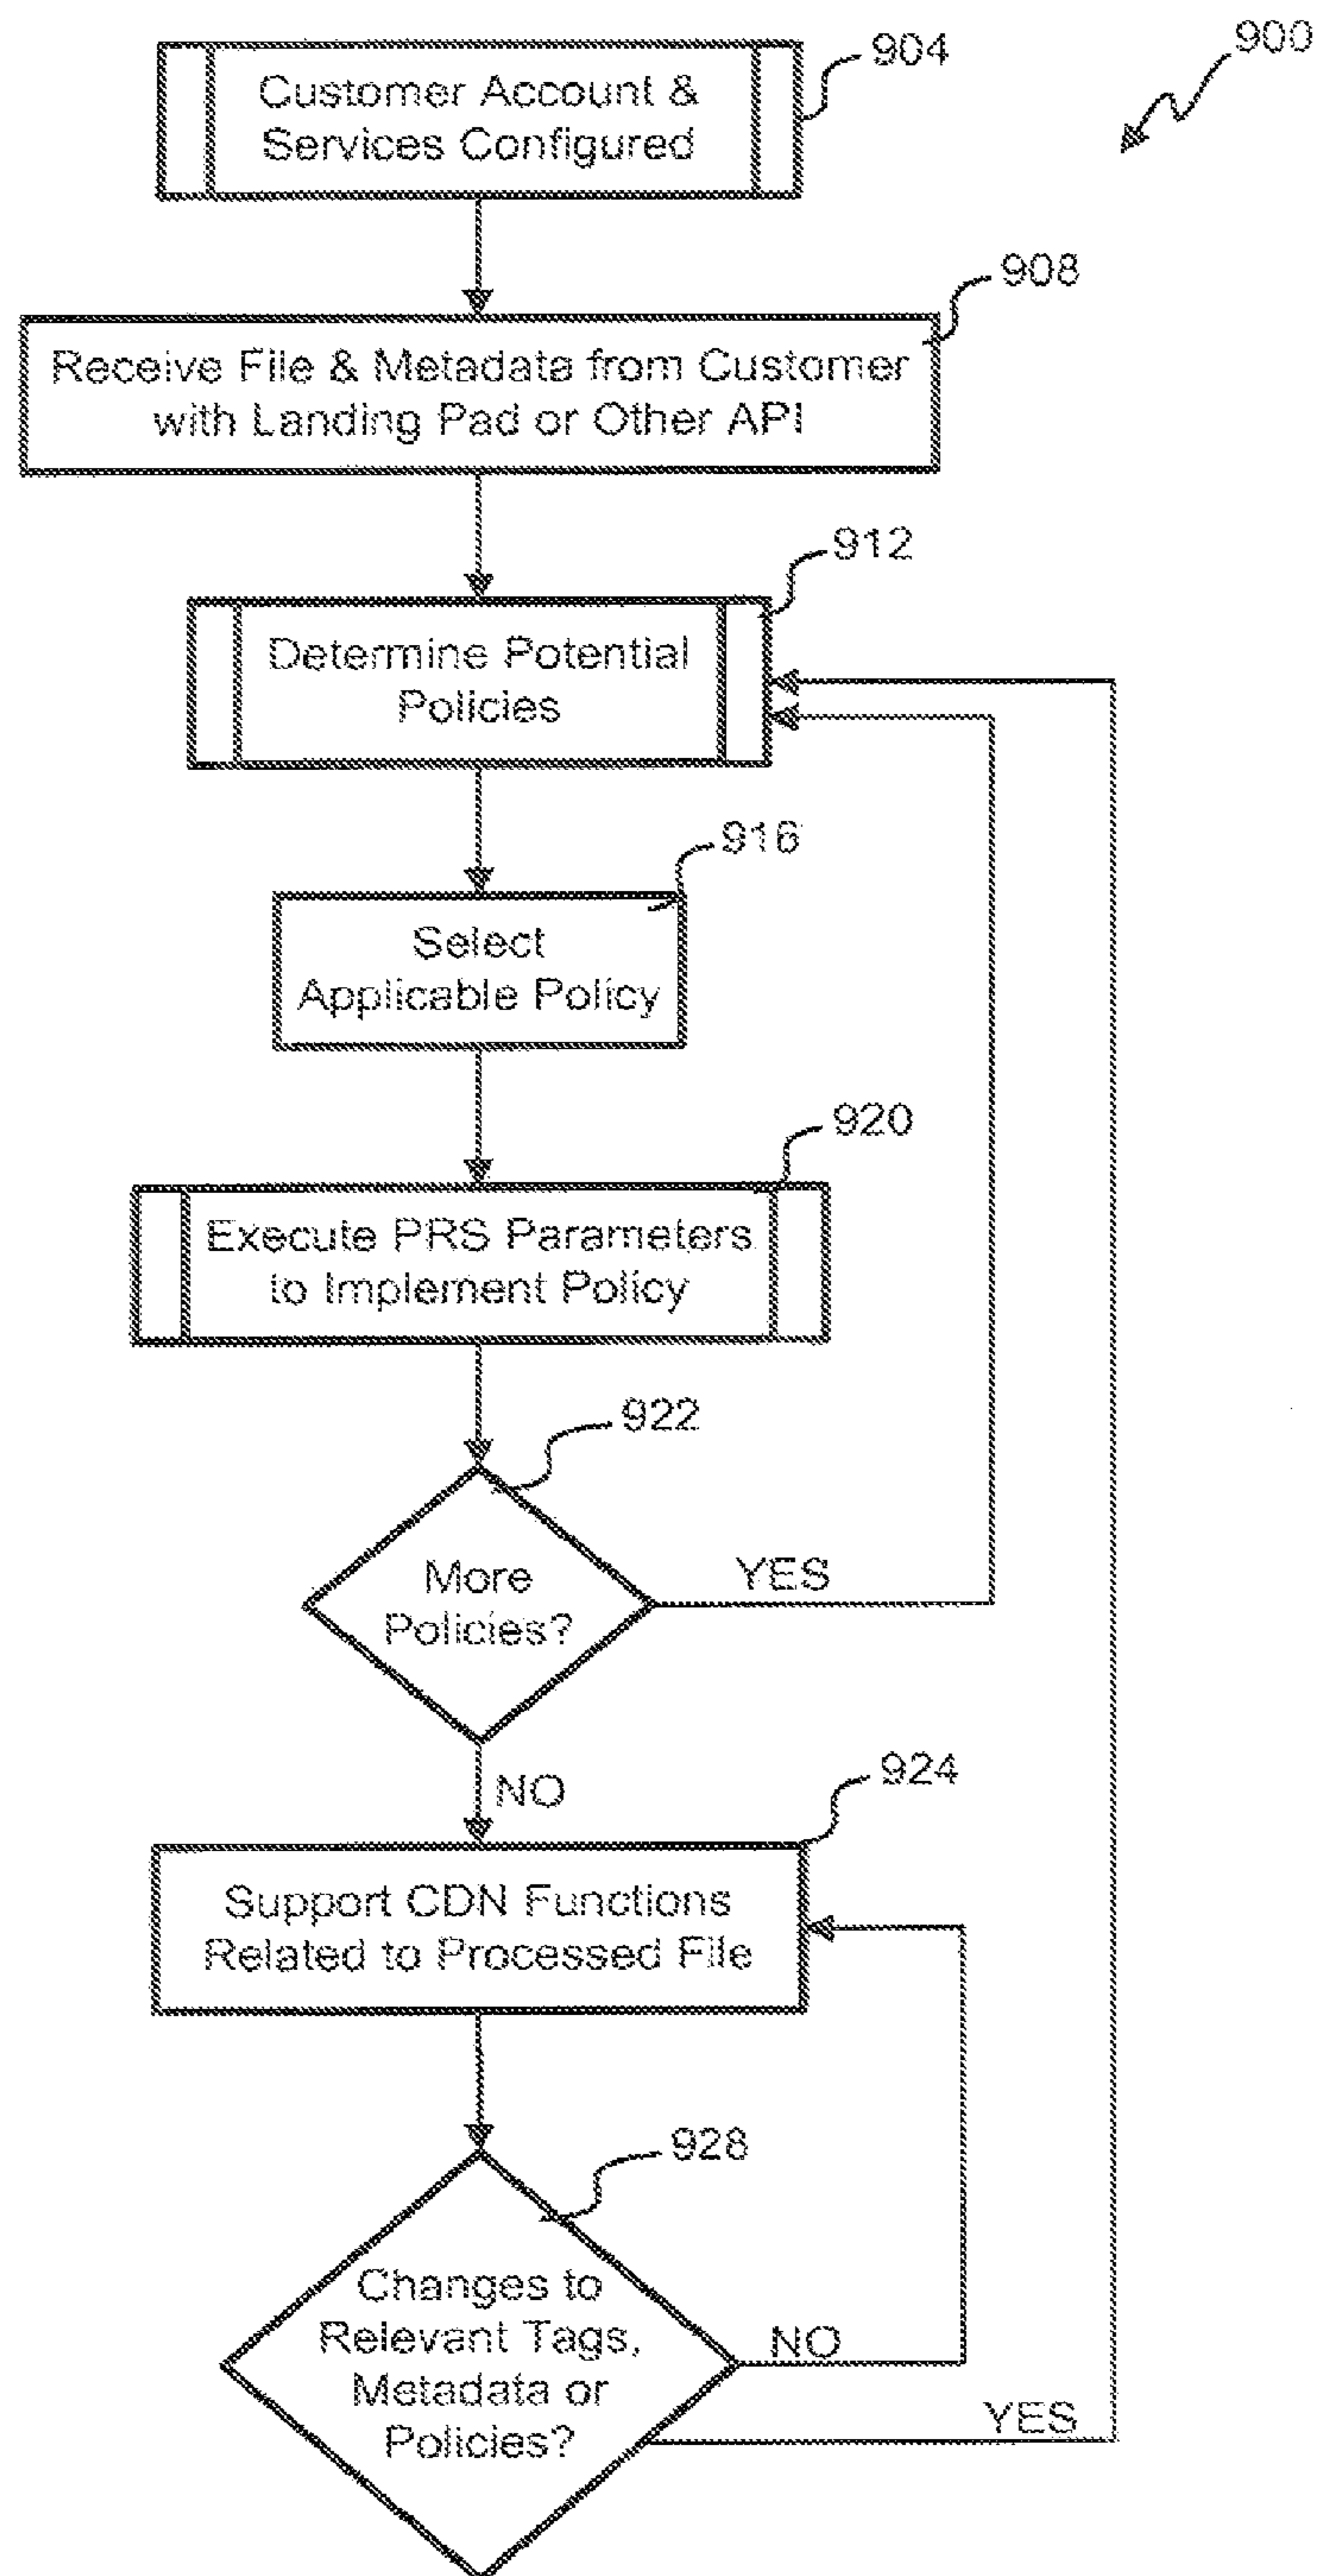 900
904
Customer Account &
Services Configured
908
Receive File & Metadata from Customer
with Landing Pad or Other API
912
Determine Potential
Policies
916
Select
Applicable Policy
920
Execute PRS Parameters
to Implement Policy
922
More
Policies?
YES
NO
924
Support CDN Functions
Related to Processed File
928
Changes to
Relevant Tags,
Metadata or
Policies?
NO
YES